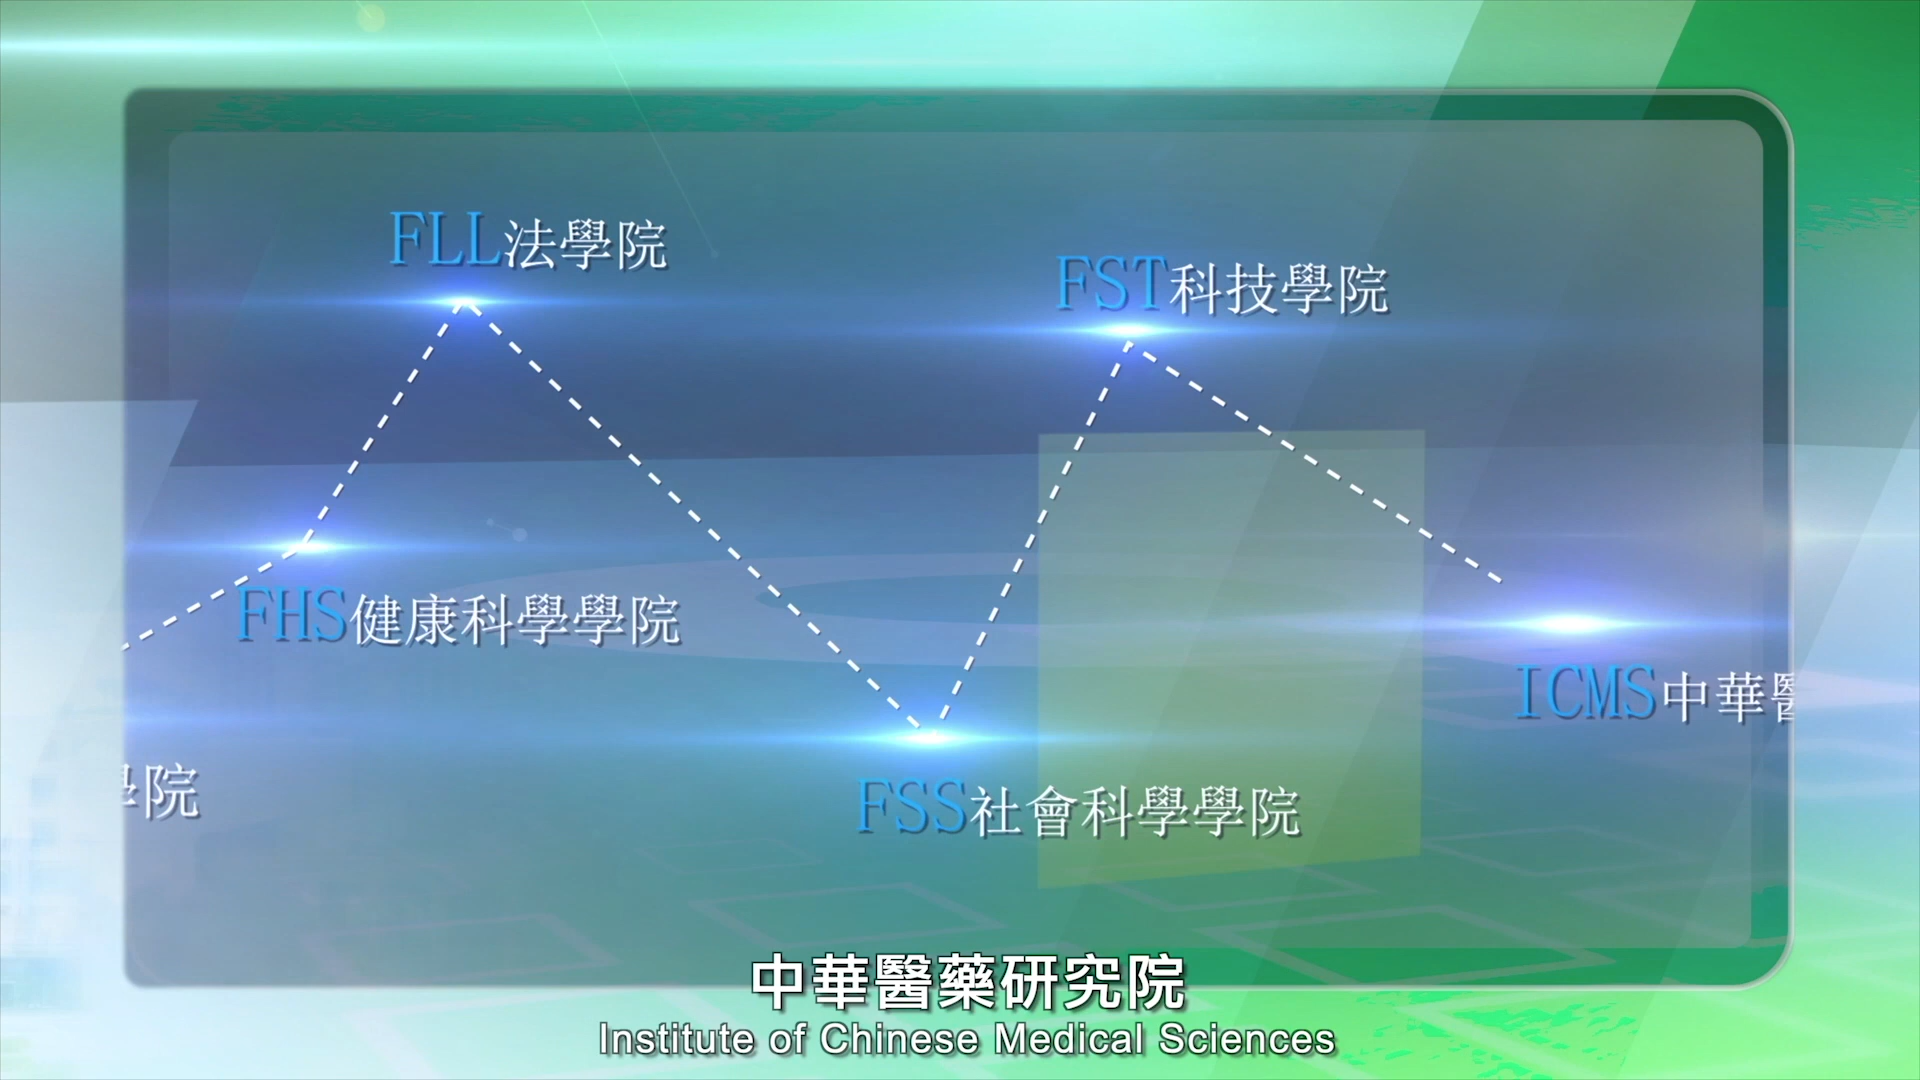 FLL法學院
FST科技學院
FHS健康科學學院
ICMS中華醫
學院
FSS社會科學學院
中華醫藥研究院
Institute of Chinese Medical Sciences